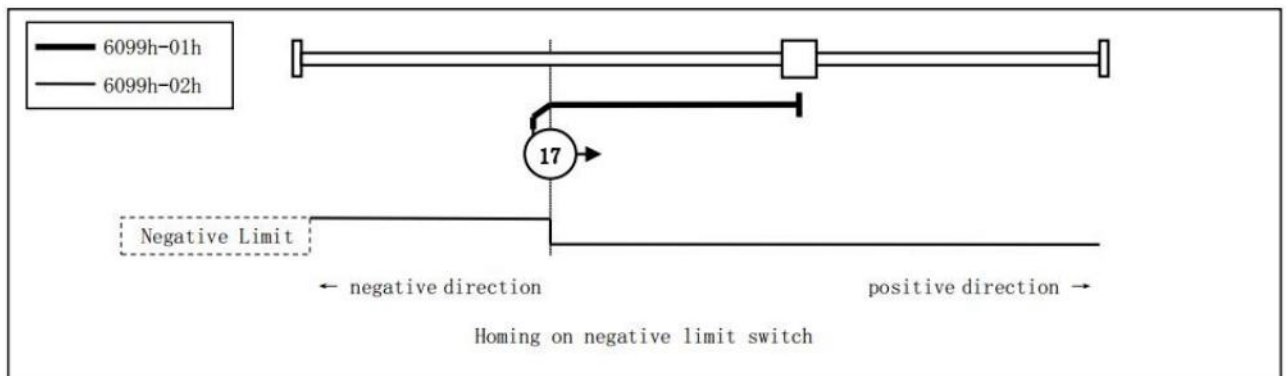 6099h-01h
6099h-02h
17
Negative Limit
← negative direction
positive direction →
Homing on negative limit switch